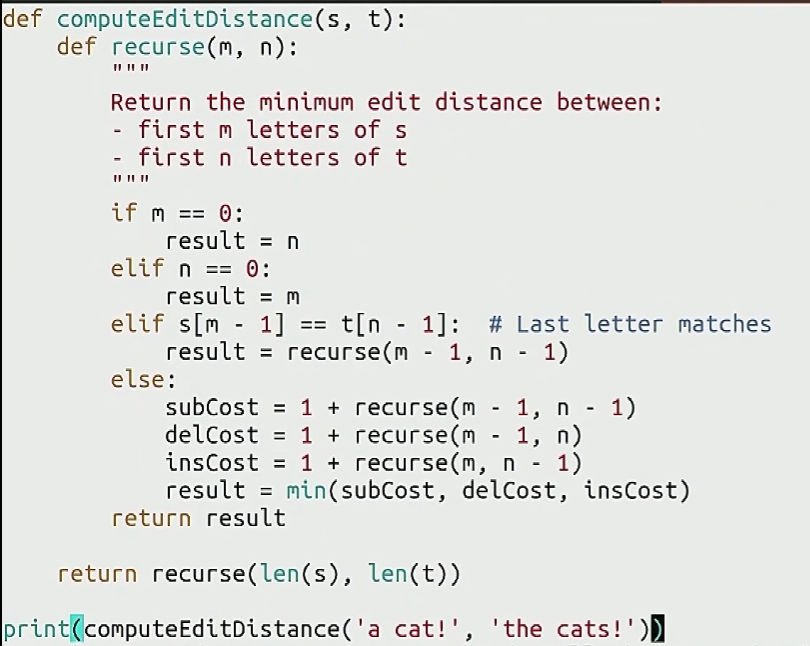 def computeEditDistance(s, t):
    def recurse(m, n):
        """
        Return the minimum edit distance between:
        - first m letters of s
        - first n letters of t
        """
        if m == 0:
            result = n
        elif n == 0:
            result = m
        elif s[m - 1] == t[n - 1]:  # Last letter matches
            result = recurse(m - 1, n - 1)
        else:
            subCost = 1 + recurse(m - 1, n - 1)
            delCost = 1 + recurse(m - 1, n)
            insCost = 1 + recurse(m, n - 1)
            result = min(subCost, delCost, insCost)
        return result

    return recurse(len(s), len(t))

print(computeEditDistance('a cat!', 'the cats!'))